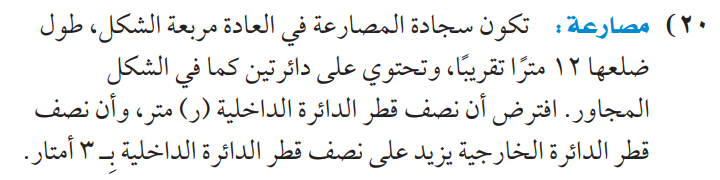 ٢٠) مصارعة : تكون سجادة المصارعة في العادة مربعة الشكل، طول
ضلعها ١٢ مترًا تقريبًا، وتحتوي على دائرتين كما في الشكل
المجاور. افترض أن نصف قطر الدائرة الداخلية (ر) متر، وأن نصف
قطر الدائرة الخارجية يزيد على نصف قطر الدائرة الداخلية بِـ ٣ أمتار.